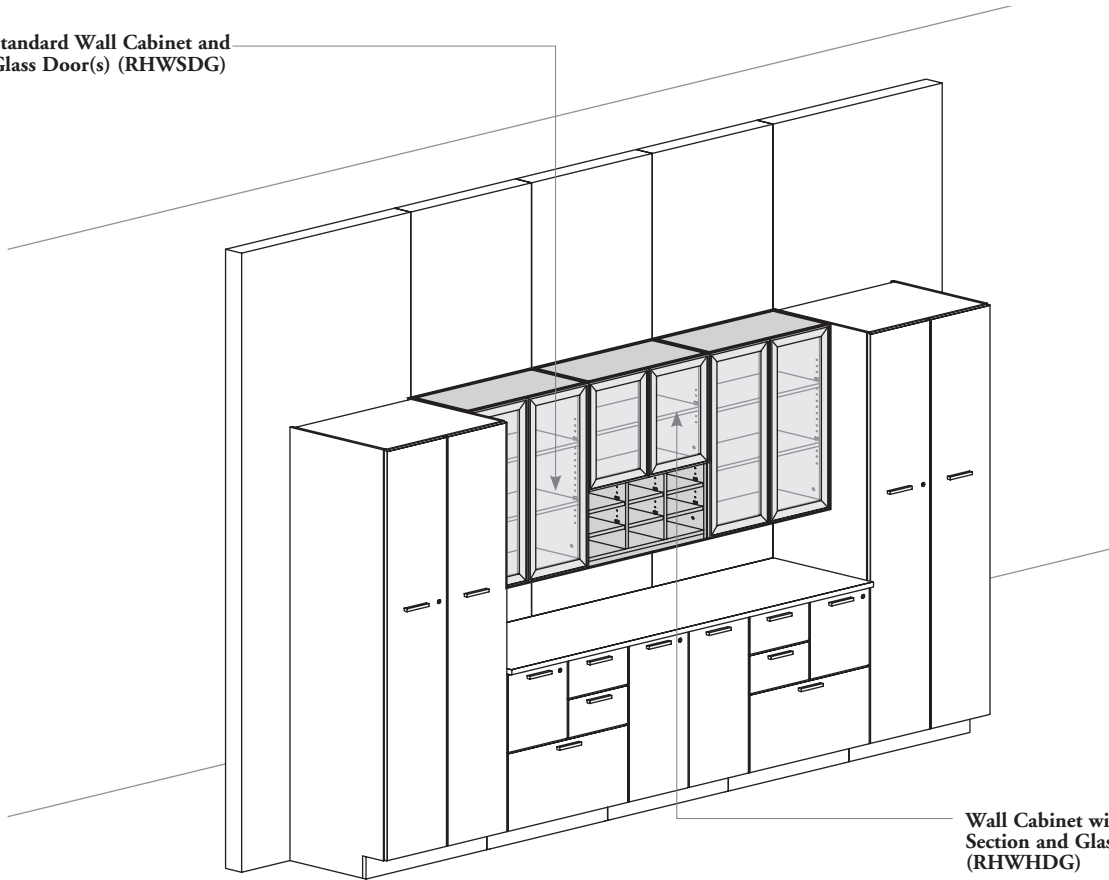 tandard Wall Cabinet and
Glass Door(s) (RHWSDG)
Wall Cabinet wi
Section and Glas
(RHWHDG)